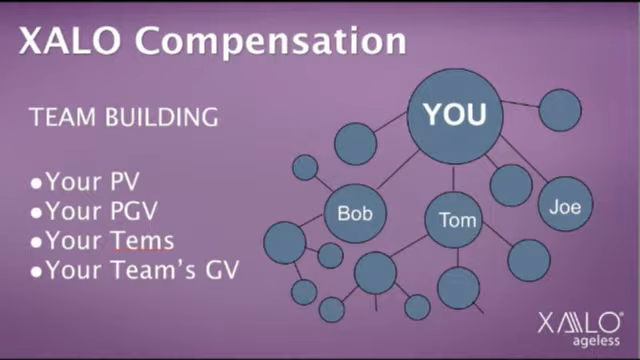 XALO Compensation
TEAM BUILDING
●Your PV
●Your PGV
●Your Tems
●Your Team's GV
YOU
Bob
Tom
Joe
XALO®
ageless